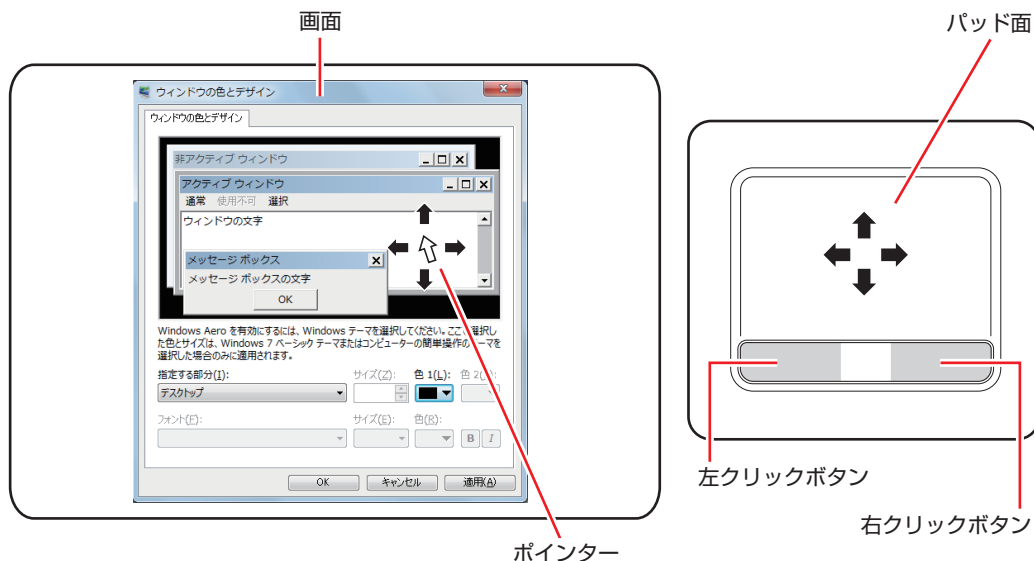 画面
パッド面
ウィンドウの色とデザイン
ウィンドウの色とデザイン
非アクティブ ウィンドウ
アクティブ ウィンドウ
通常 使用不可 選択
ウィンドウの文字
メッセージ ボックス
メッセージ ボックスの文字
OK
Windows Aero を有効にするには、Windows テーマを選択してください。ここで選択し
た色とサイズは、Windows 7 ベーシック テーマまたはコンピューターの簡単操作のテーマを
選択した場合のみに適用されます。
指定する部分(I): サイズ(Z): 色 1(L): 色 2
デスクトップ
フォント(F): サイズ(E): 色(R):
B I
OK キャンセル 適用(A)
左クリックボタン
右クリックボタン
ポインター